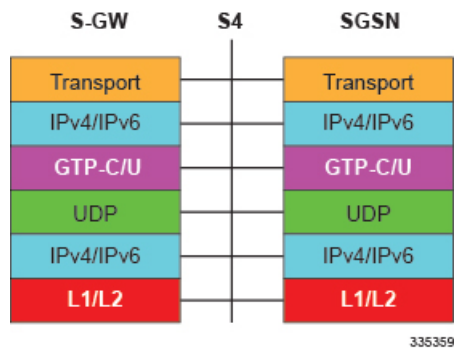 S-GW S4 SGSN
Transport Transport
IPv4/IPv6 IPv4/IPv6
GTP-C/U GTP-C/U
UDP UDP
IPv4/IPv6 IPv4/IPv6
L1/L2 L1/L2
335359